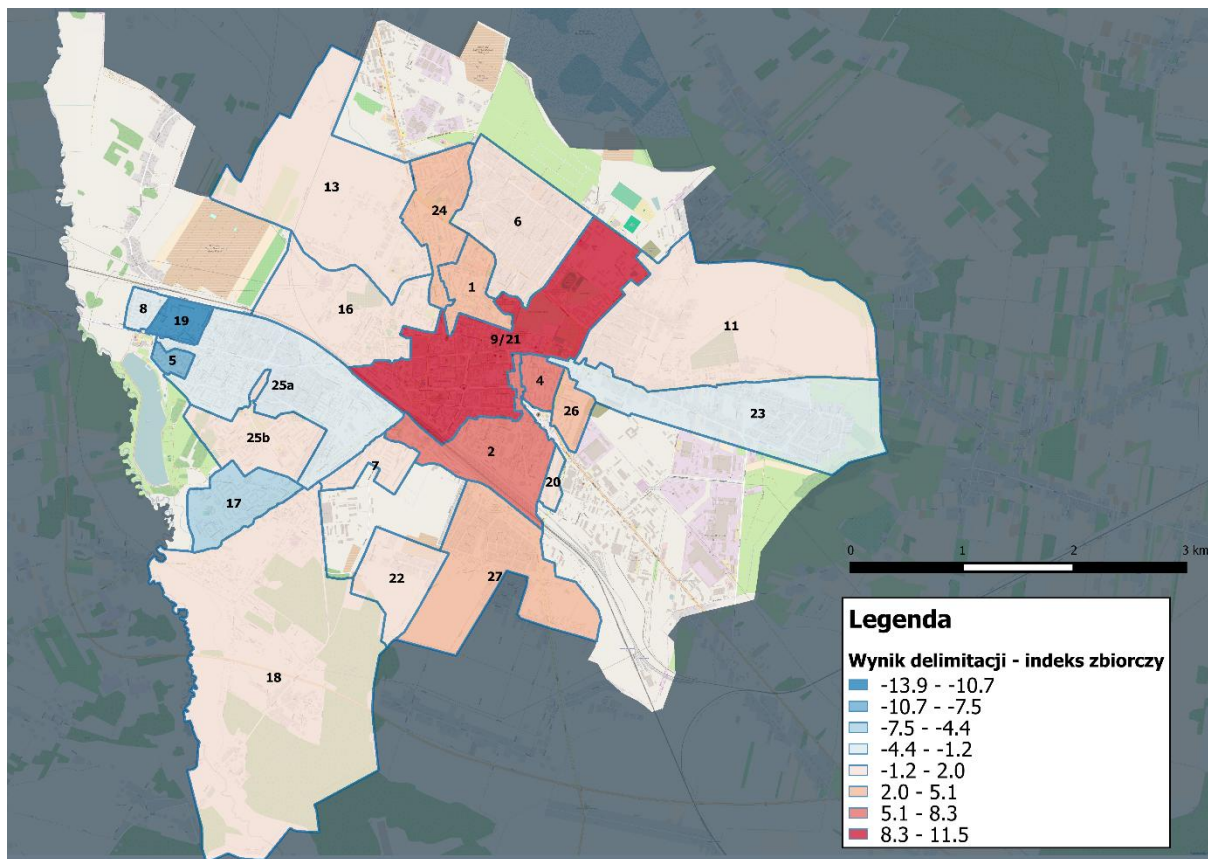 13
24
6
1
16
11
8
19
9/21
5
4
25a
26
23
25b
2
7
20
17
22
27
18
0 1 2 3 km
Legenda
Wynik delimitacji - indeks zbiorczy
-13.9 - -10.7
-10.7 - -7.5
-7.5 - -4.4
-4.4 - -1.2
-1.2 - 2.0
2.0 - 5.1
5.1 - 8.3
8.3 - 11.5